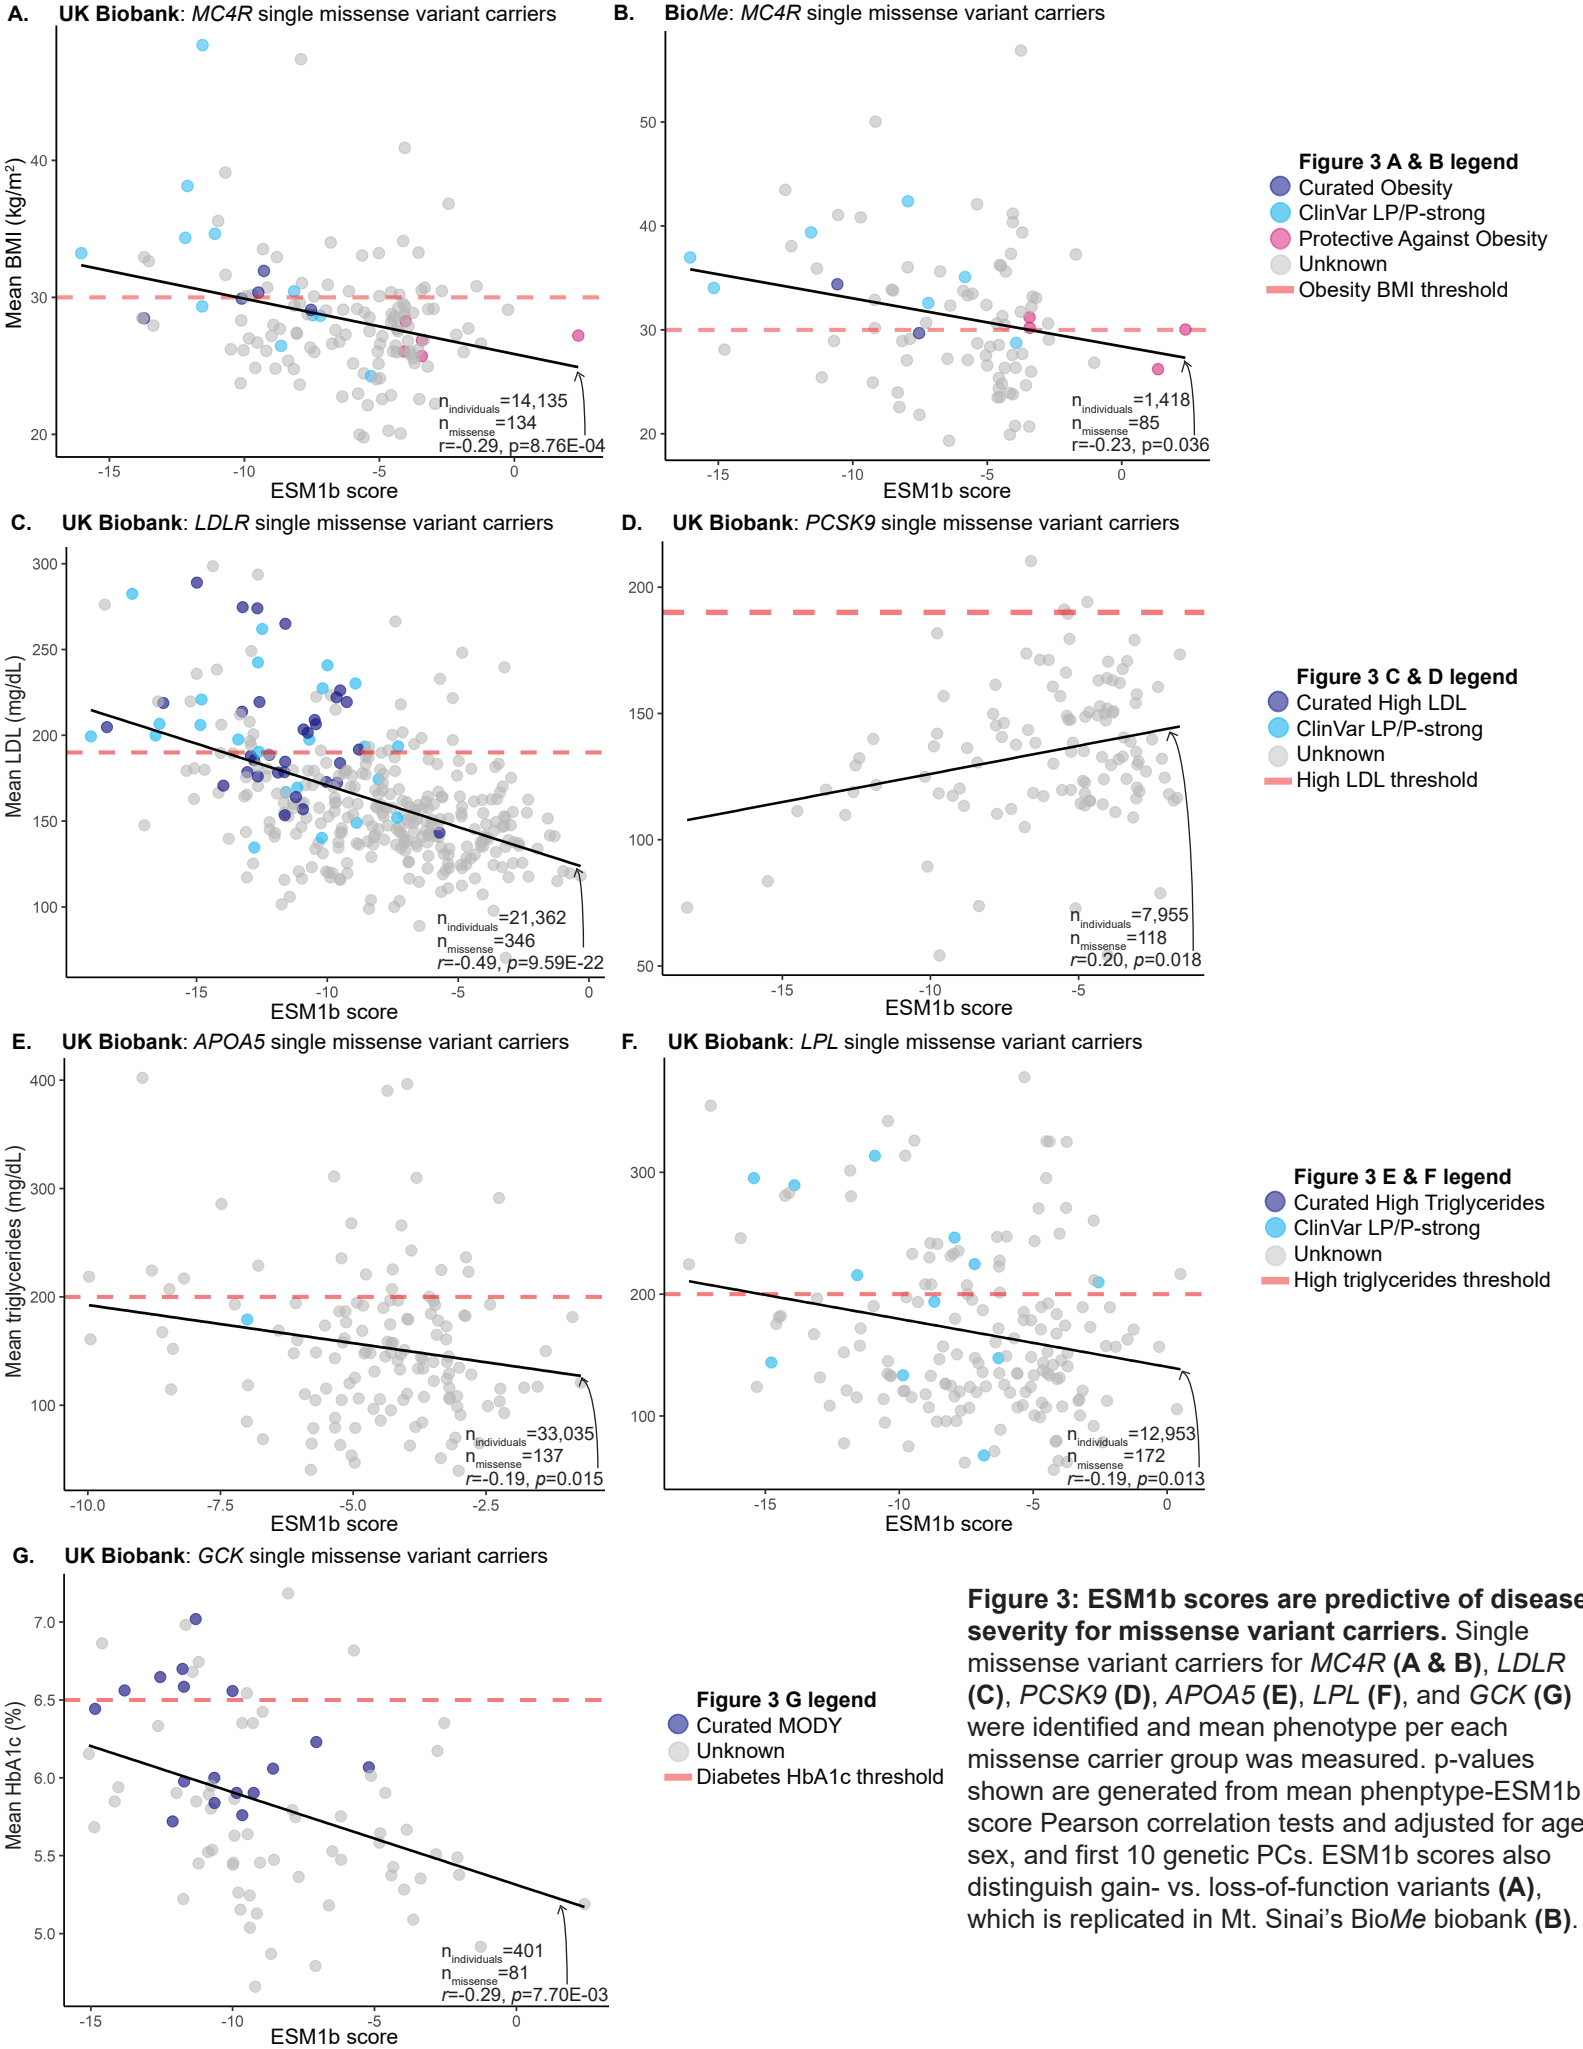 A. UK Biobank: MC4R single missense variant carriers
Mean BMI (kg/m²)
40
30
20
-15 -10 -5 0
ESM1b score
nindividuals=14,135
nmissense=134
r=-0.29, p=8.76E-04
B. BioMe: MC4R single missense variant carriers
50
40
30
20
-15 -10 -5 0
ESM1b score
nindividuals=1,418
nmissense=85
r=-0.23, p=0.036
Figure 3 A & B legend
Curated Obesity
ClinVar LP/P-strong
Protective Against Obesity
Unknown
Obesity BMI threshold
C. UK Biobank: LDLR single missense variant carriers
Mean LDL (mg/dL)
300
250
200
150
100
-15 -10 -5 0
ESM1b score
nindividuals=21,362
nmissense=346
r=-0.49, p=9.59E-22
D. UK Biobank: PCSK9 single missense variant carriers
200
150
100
50
-15 -10 -5
ESM1b score
nindividuals=7,955
nmissense=118
r=0.20, p=0.018
Figure 3 C & D legend
Curated High LDL
ClinVar LP/P-strong
Unknown
High LDL threshold
E. UK Biobank: APOA5 single missense variant carriers
Mean triglycerides (mg/dL)
400
300
200
100
-10.0 -7.5 -5.0 -2.5
ESM1b score
nindividuals=33,035
nmissense=137
r=-0.19, p=0.015
F. UK Biobank: LPL single missense variant carriers
300
200
100
-15 -10 -5 0
ESM1b score
nindividuals=12,953
nmissense=172
r=-0.19, p=0.013
Figure 3 E & F legend
Curated High Triglycerides
ClinVar LP/P-strong
Unknown
High triglycerides threshold
G. UK Biobank: GCK single missense variant carriers
Mean HbA1c (%)
7.0
6.5
6.0
5.5
5.0
-15 -10 -5 0
ESM1b score
nindividuals=401
nmissense=81
r=-0.29, p=7.70E-03
Figure 3 G legend
Curated MODY
Unknown
Diabetes HbA1c threshold
Figure 3: ESM1b scores are predictive of disease
severity for missense variant carriers. Single
missense variant carriers for MC4R (A & B), LDLR
(C), PCSK9 (D), APOA5 (E), LPL (F), and GCK (G)
were identified and mean phenotype per each
missense carrier group was measured. p-values
shown are generated from mean phenptype-ESM1b
score Pearson correlation tests and adjusted for age
sex, and first 10 genetic PCs. ESM1b scores also
distinguish gain- vs. loss-of-function variants (A),
which is replicated in Mt. Sinai’s BioMe biobank (B).